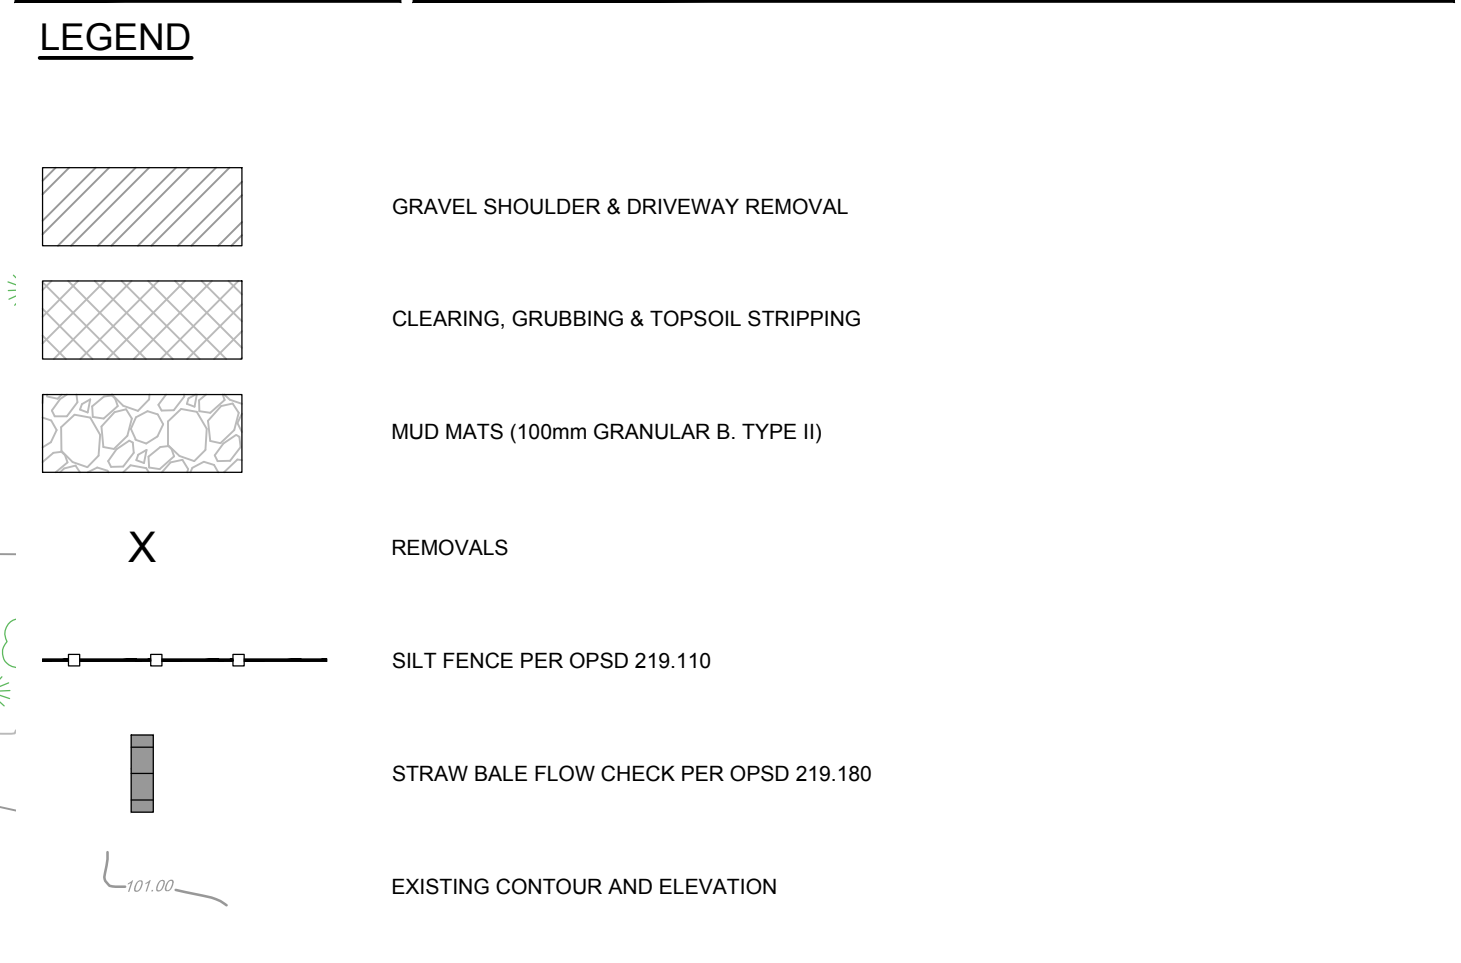 LEGEND
GRAVEL SHOULDER & DRIVEWAY REMOVAL
CLEARING, GRUBBING & TOPSOIL STRIPPING
MUD MATS (100mm GRANULAR B. TYPE II)
X REMOVALS
SILT FENCE PER OPSD 219.110
STRAW BALE FLOW CHECK PER OPSD 219.180
101.00 EXISTING CONTOUR AND ELEVATION